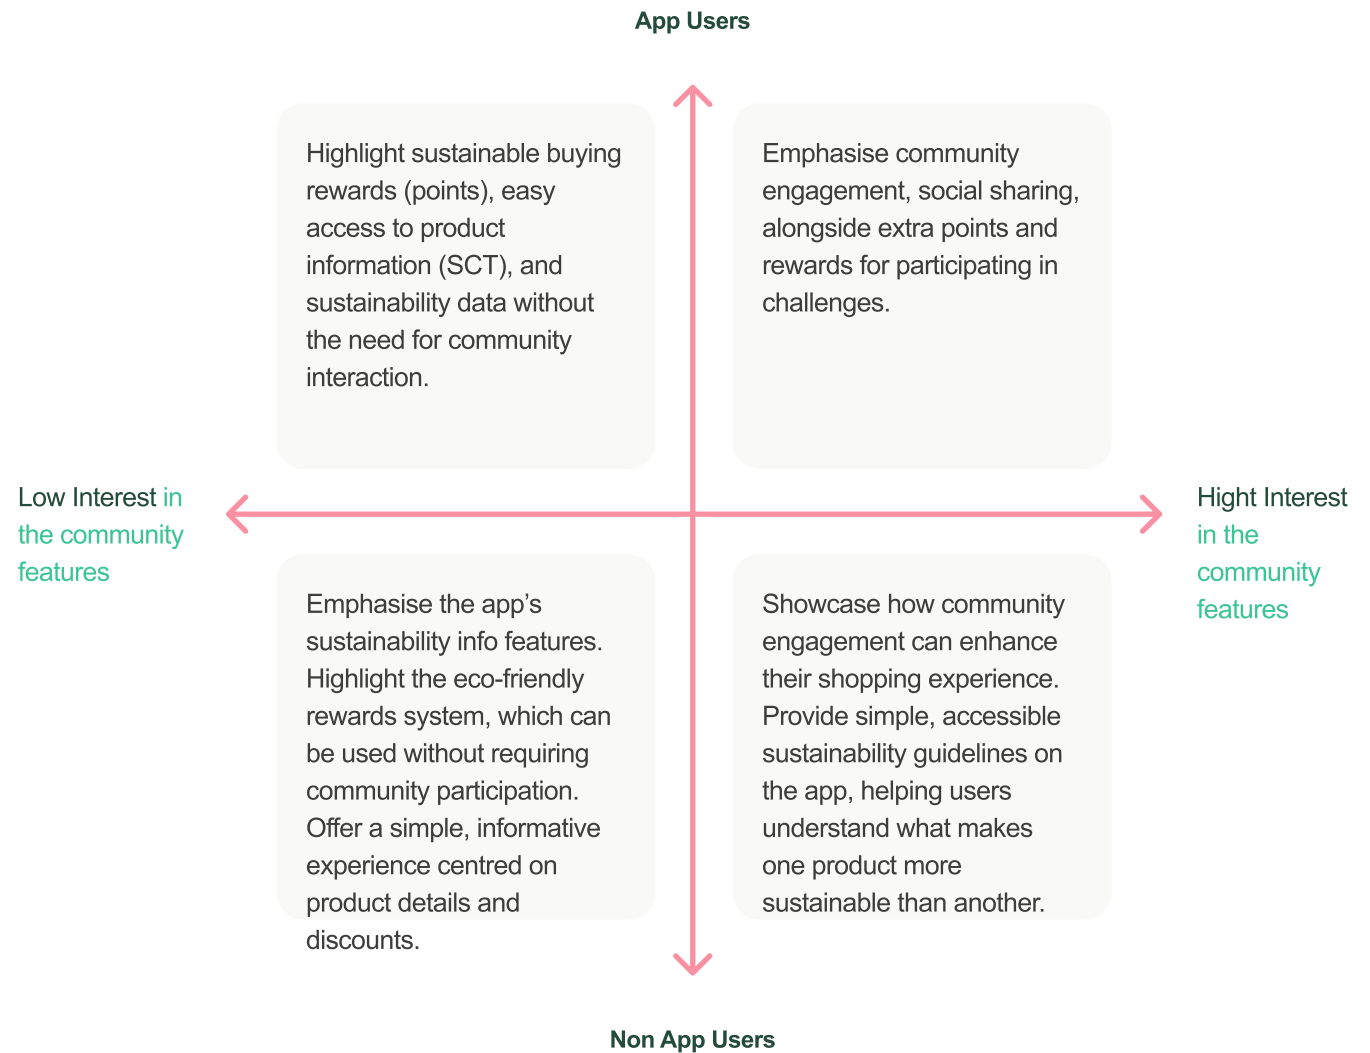 App Users
Highlight sustainable buying
rewards (points), easy
access to product
information (SCT), and
sustainability data without
the need for community
interaction.
Emphasise community
engagement, social sharing,
alongside extra points and
rewards for participating in
challenges.
Low Interest in
the community
features
Hight Interest
in the
community
features
Emphasise the app’s
sustainability info features.
Highlight the eco-friendly
rewards system, which can
be used without requiring
community participation.
Offer a simple, informative
experience centred on
product details and
discounts.
Showcase how community
engagement can enhance
their shopping experience.
Provide simple, accessible
sustainability guidelines on
the app, helping users
understand what makes
one product more
sustainable than another.
Non App Users